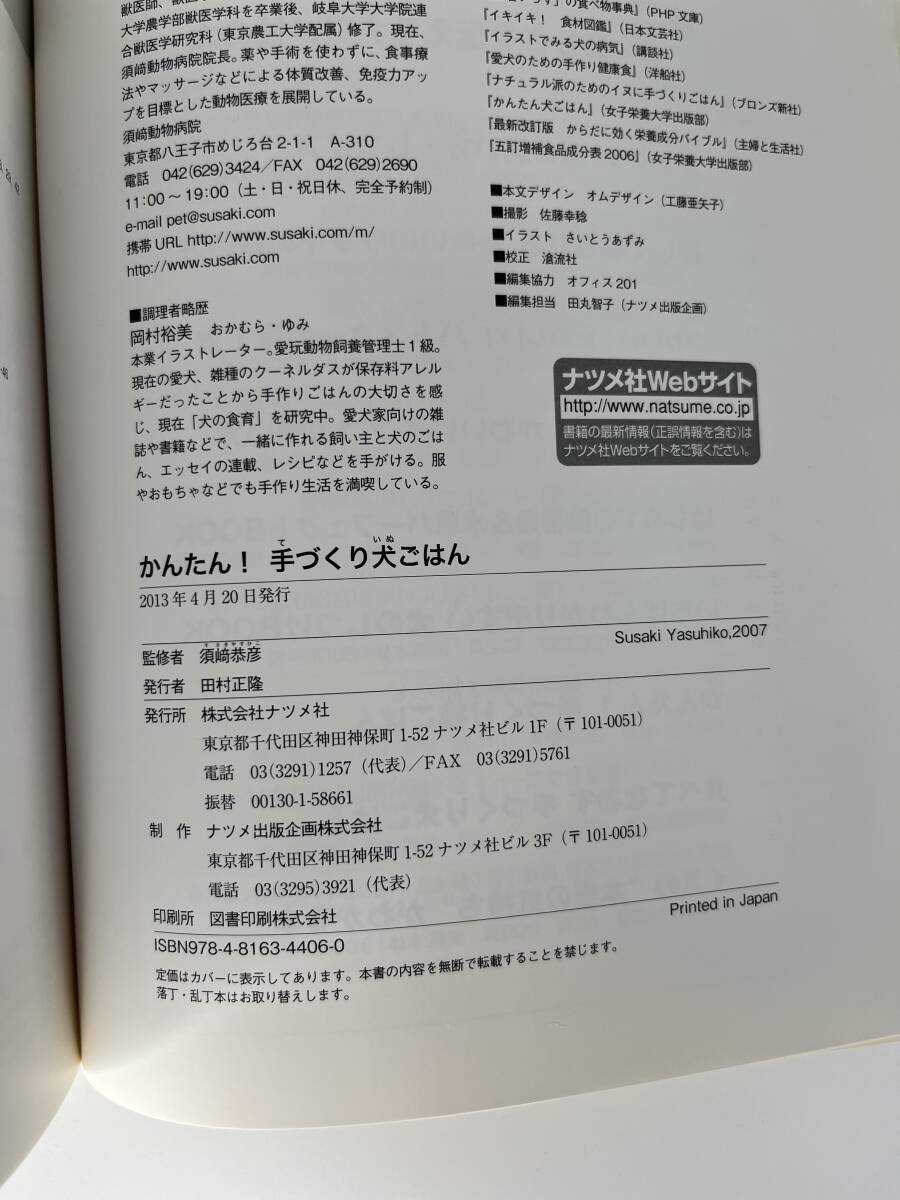 獣医師、獣医学
大学農学部獣医学科を卒業後、岐阜大学大学院連
合獣医学研究科(東京農工大学配属)修了。現在、
須﨑動物病院院長。薬や手術を使わずに、食事療
法やマッサージなどによる体質改善、免疫力アッ
プを目標とした動物医療を展開している。
須﨑動物病院
東京都八王子市めじろ台2-1-1 A-310
電話 042(629)3424/FAX 042(629)2690
11:00～19:00(土・日・祝日休、完全予約制)
e-mail pet@susaki.com
携帯URL http://www.susaki.com/m/
http://www.susaki.com
■調理者略歴
岡村裕美 おかむら・ゆみ
本業イラストレーター。愛玩動物飼養管理士1級。
現在の愛犬、雑種のクーネルダスが保存料アレル
ギーだったことから手作りごはんの大切さを感
じ、現在「犬の食育」を研究中。愛犬家向けの雑
誌や書籍などで、一緒に作れる飼い主と犬のごは
ん、エッセイの連載、レシピなどを手がける。服
やおもちゃなどでも手作り生活を満喫している。
の食べ物事典』(PHP文庫)
『イキイキ! 食材図鑑』(日本文芸社)
『イラストでみる犬の病気』(講談社)
『愛犬のための手作り健康食』(洋船社)
『ナチュラル派のためのイヌに手づくりごはん』(ブロンズ新社)
『かんたん犬ごはん』(女子栄養大学出版部)
『最新改訂版 からだに効く栄養成分バイブル』(主婦と生活社)
『五訂増補食品成分表2006』(女子栄養大学出版部)
■本文デザイン オムデザイン(工藤亜矢子)
■撮影 佐藤幸稔
■イラスト さいとうあずみ
■校正 滄流社
■編集協力 オフィス201
■編集担当 田丸智子(ナツメ出版企画)
ナツメ社Webサイト
http://www.natsume.co.jp
書籍の最新情報(正誤情報を含む)は
ナツメ社Webサイトをご覧ください。
かんたん! 手づくり犬ごはん
2013年4月20日発行
監修者 須﨑恭彦
Susaki Yasuhiko,2007
発行者 田村正隆
発行所 株式会社ナツメ社
東京都千代田区神田神保町1-52 ナツメ社ビル1F(〒101-0051)
電話 03(3291)1257(代表)/FAX 03(3291)5761
振替 00130-1-58661
制 作 ナツメ出版企画株式会社
東京都千代田区神田神保町1-52 ナツメ社ビル3F(〒101-0051)
電話 03(3295)3921(代表)
印刷所 図書印刷株式会社
ISBN978-4-8163-4406-0
Printed in Japan
定価はカバーに表示してあります。本書の内容を無断で転載することを禁じます。
落丁・乱丁本はお取り替えします。